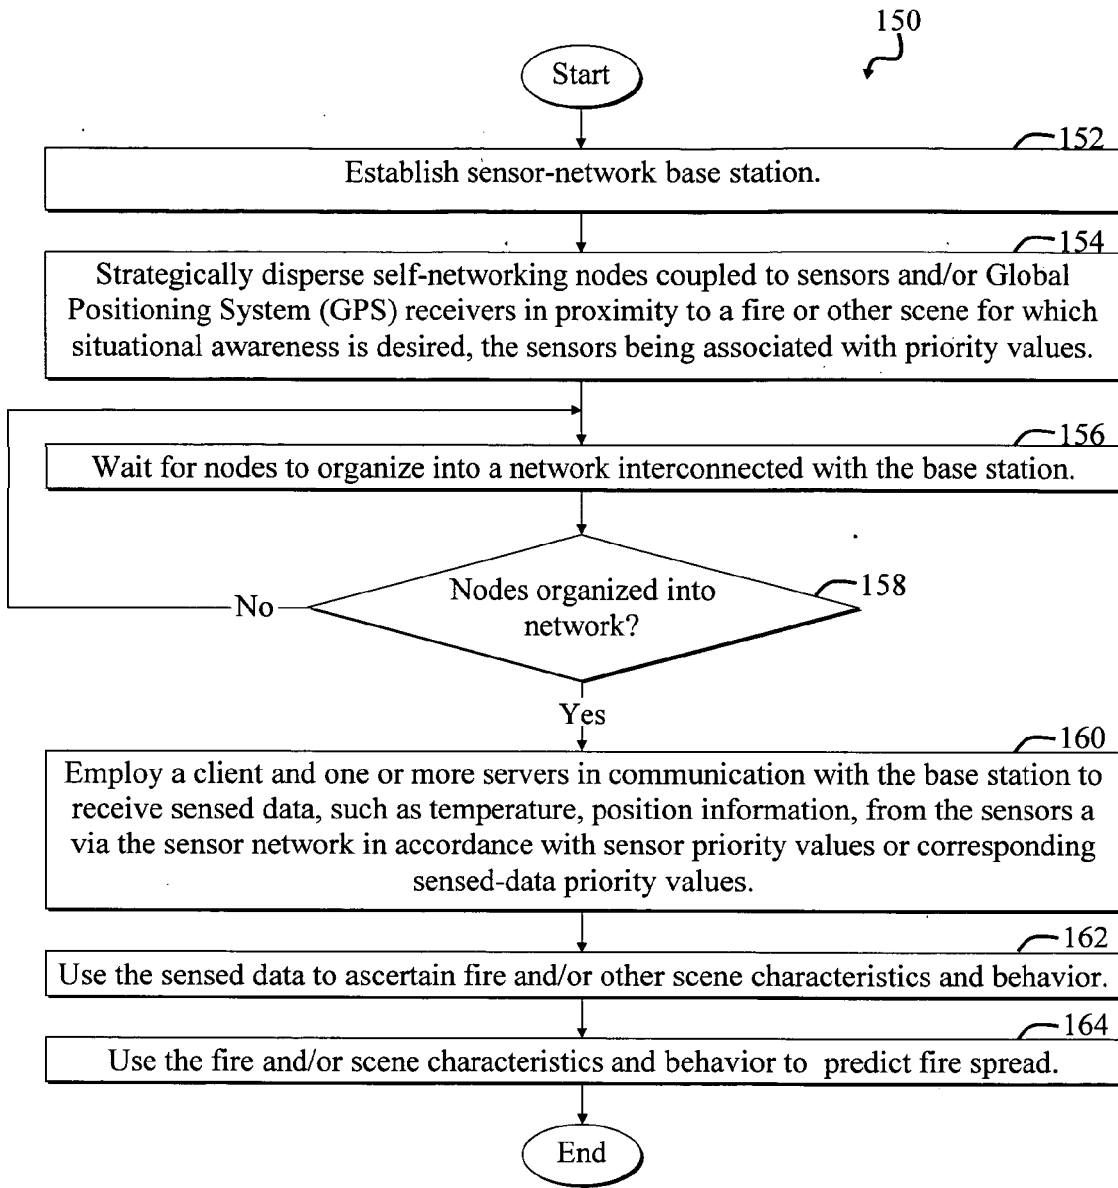 150
Start
152
Establish sensor-network base station.
154
Strategically disperse self-networking nodes coupled to sensors and/or Global
Positioning System (GPS) receivers in proximity to a fire or other scene for which
situational awareness is desired, the sensors being associated with priority values.
156
Wait for nodes to organize into a network interconnected with the base station.
158
Nodes organized into
network?
No
Yes
160
Employ a client and one or more servers in communication with the base station to
receive sensed data, such as temperature, position information, from the sensors a
via the sensor network in accordance with sensor priority values or corresponding
sensed-data priority values.
162
Use the sensed data to ascertain fire and/or other scene characteristics and behavior.
164
Use the fire and/or scene characteristics and behavior to predict fire spread.
End